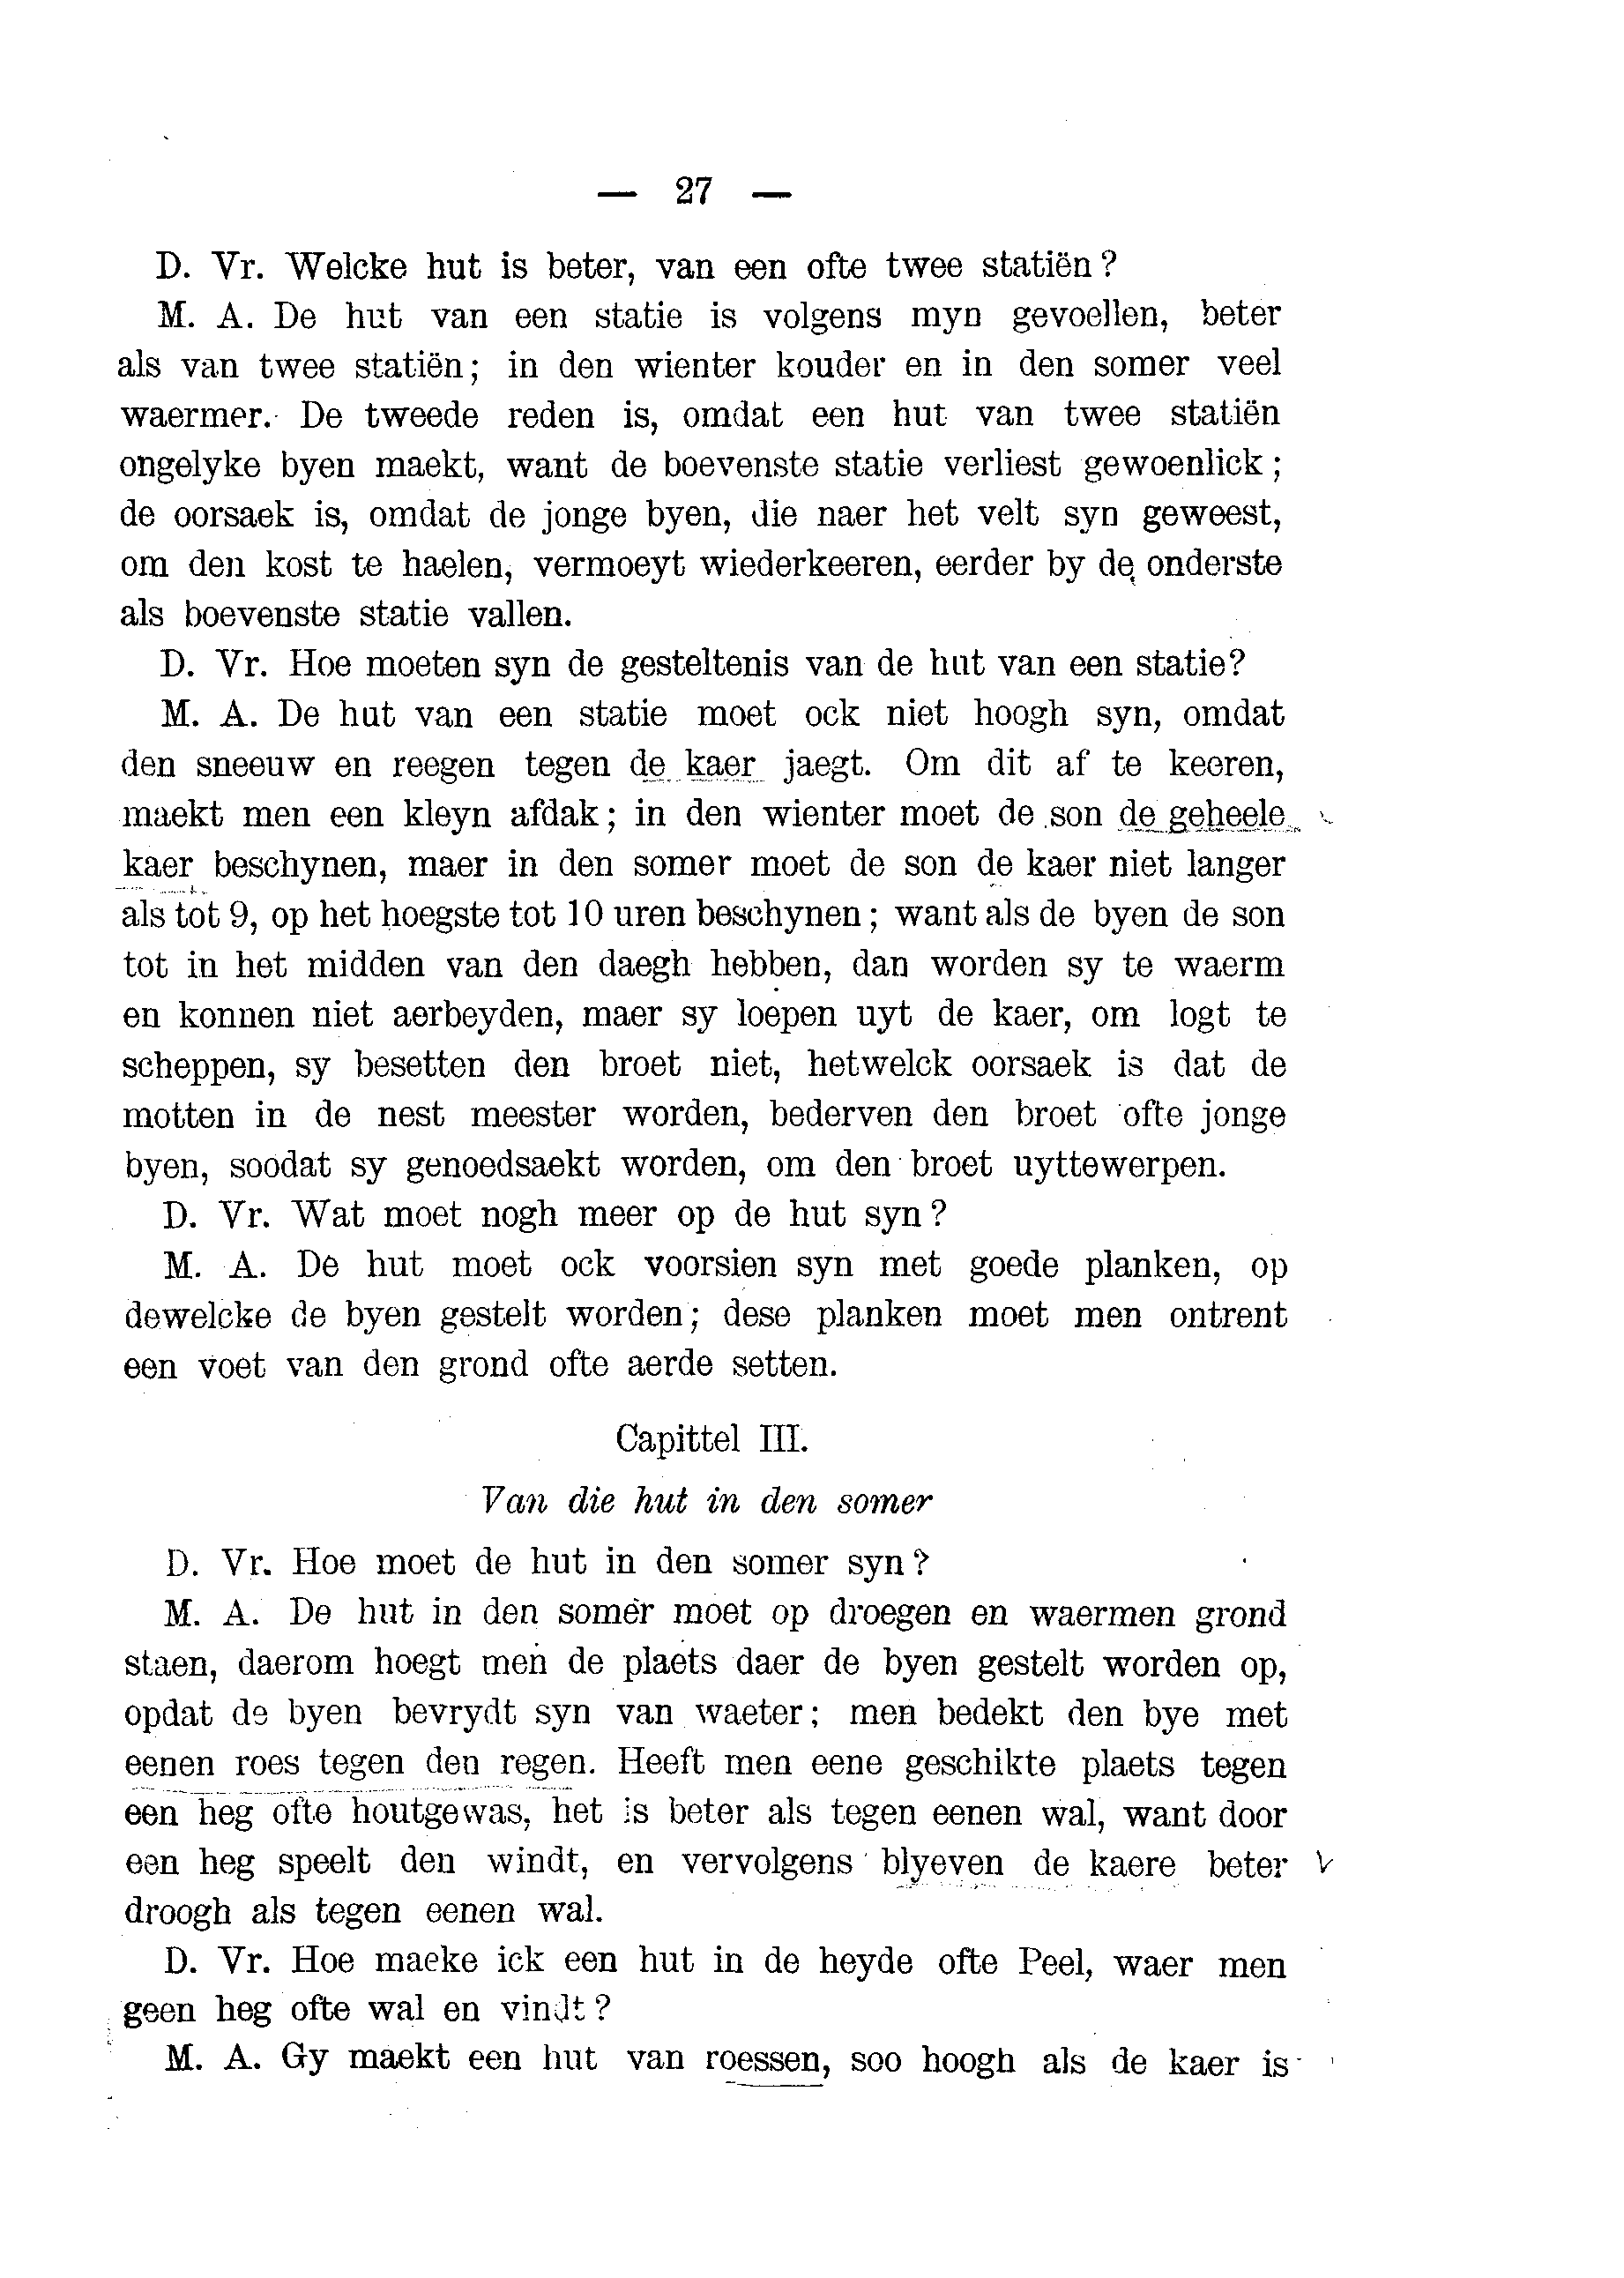 — 27 —
D. Vr. Welcke hut is beter, van een ofte twee statiën?
M. A. De hut van een statie is volgens myn gevoellen, beter
als van twee statiën; in den wienter kouder en in den somer veel
waermer. De tweede reden is, omdat een hut van twee statiën
ongelyke byen maekt, want de boevenste statie verliest gewoenlick;
de oorsaek is, omdat de jonge byen, die naer het velt syn geweest,
om den kost te haelen, vermoeyt wiederkeeren, eerder by de onderste
als boevenste statie vallen.
D. Vr. Hoe moeten syn de gesteltenis van de hut van een statie?
M. A. De hut van een statie moet ock niet hoogh syn, omdat
den sneeuw en reegen tegen de kaer jaegt. Om dit af te keeren,
maekt men een kleyn afdak; in den wienter moet de son de geheele
kaer beschynen, maer in den somer moet de son de kaer niet langer
als tot 9, op het hoegste tot 10 uren beschynen; want als de byen de son
tot in het midden van den daegh hebben, dan worden sy te waerm
en konnen niet aerbeyden, maer sy loepen uyt de kaer, om logt te
scheppen, sy besetten den broet niet, hetwelck oorsaek is dat de
motten in de nest meester worden, bederven den broet ofte jonge
byen, soodat sy genoedsaekt worden, om den broet uyttewerpen.
D. Vr. Wat moet nogh meer op de hut syn?
M. A. De hut moet ock voorsien syn met goede planken, op
dewelcke de byen gestelt worden; dese planken moet men ontrent
een voet van den grond ofte aerde setten.
Capittel III.
Van die hut in den somer
D. Vr. Hoe moet de hut in den somer syn?
M. A. De hut in den somer moet op droegen en waermen grond
staen, daerom hoegt men de plaets daer de byen gestelt worden op,
opdat de byen bevrydt syn van waeter; men bedekt den bye met
eenen roes tegen den regen. Heeft men eene geschikte plaets tegen
een heg ofte houtgewas, het is beter als tegen eenen wal, want door
een heg speelt den windt, en vervolgens blyeven de kaere beter
droogh als tegen eenen wal.
D. Vr. Hoe maeke ick een hut in de heyde ofte Peel, waer men
geen heg ofte wal en vindt?
M. A. Gy maekt een hut van roessen, soo hoogh als de kaer is